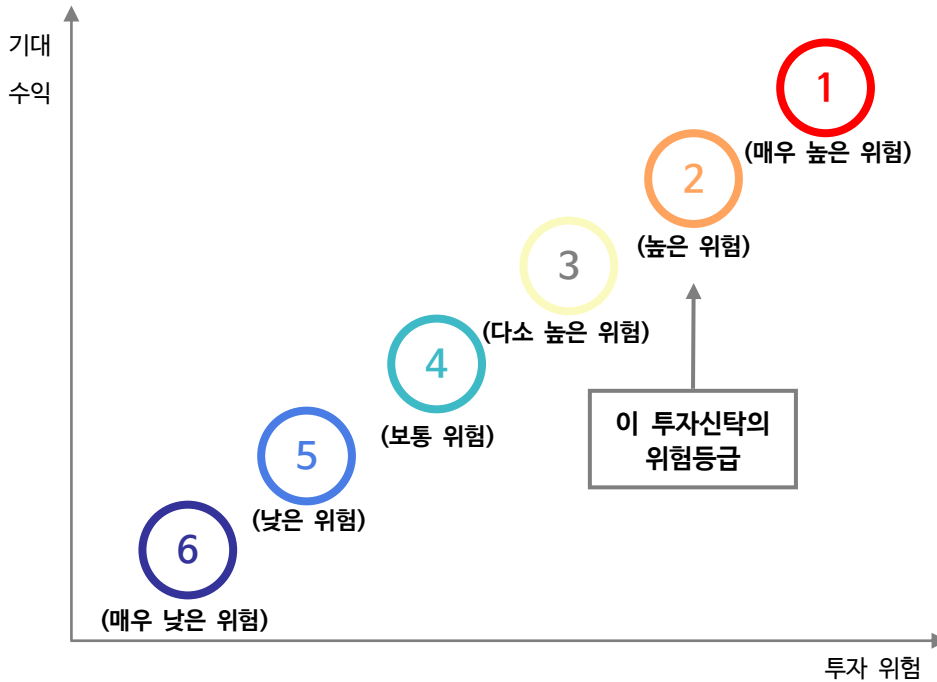 기대
수익
1
(매우 높은 위험)
2
(높은 위험)
3
(다소 높은 위험)
4
(보통 위험)
이 투자신탁의
위험등급
5
(낮은 위험)
6
(매우 낮은 위험)
투자 위험